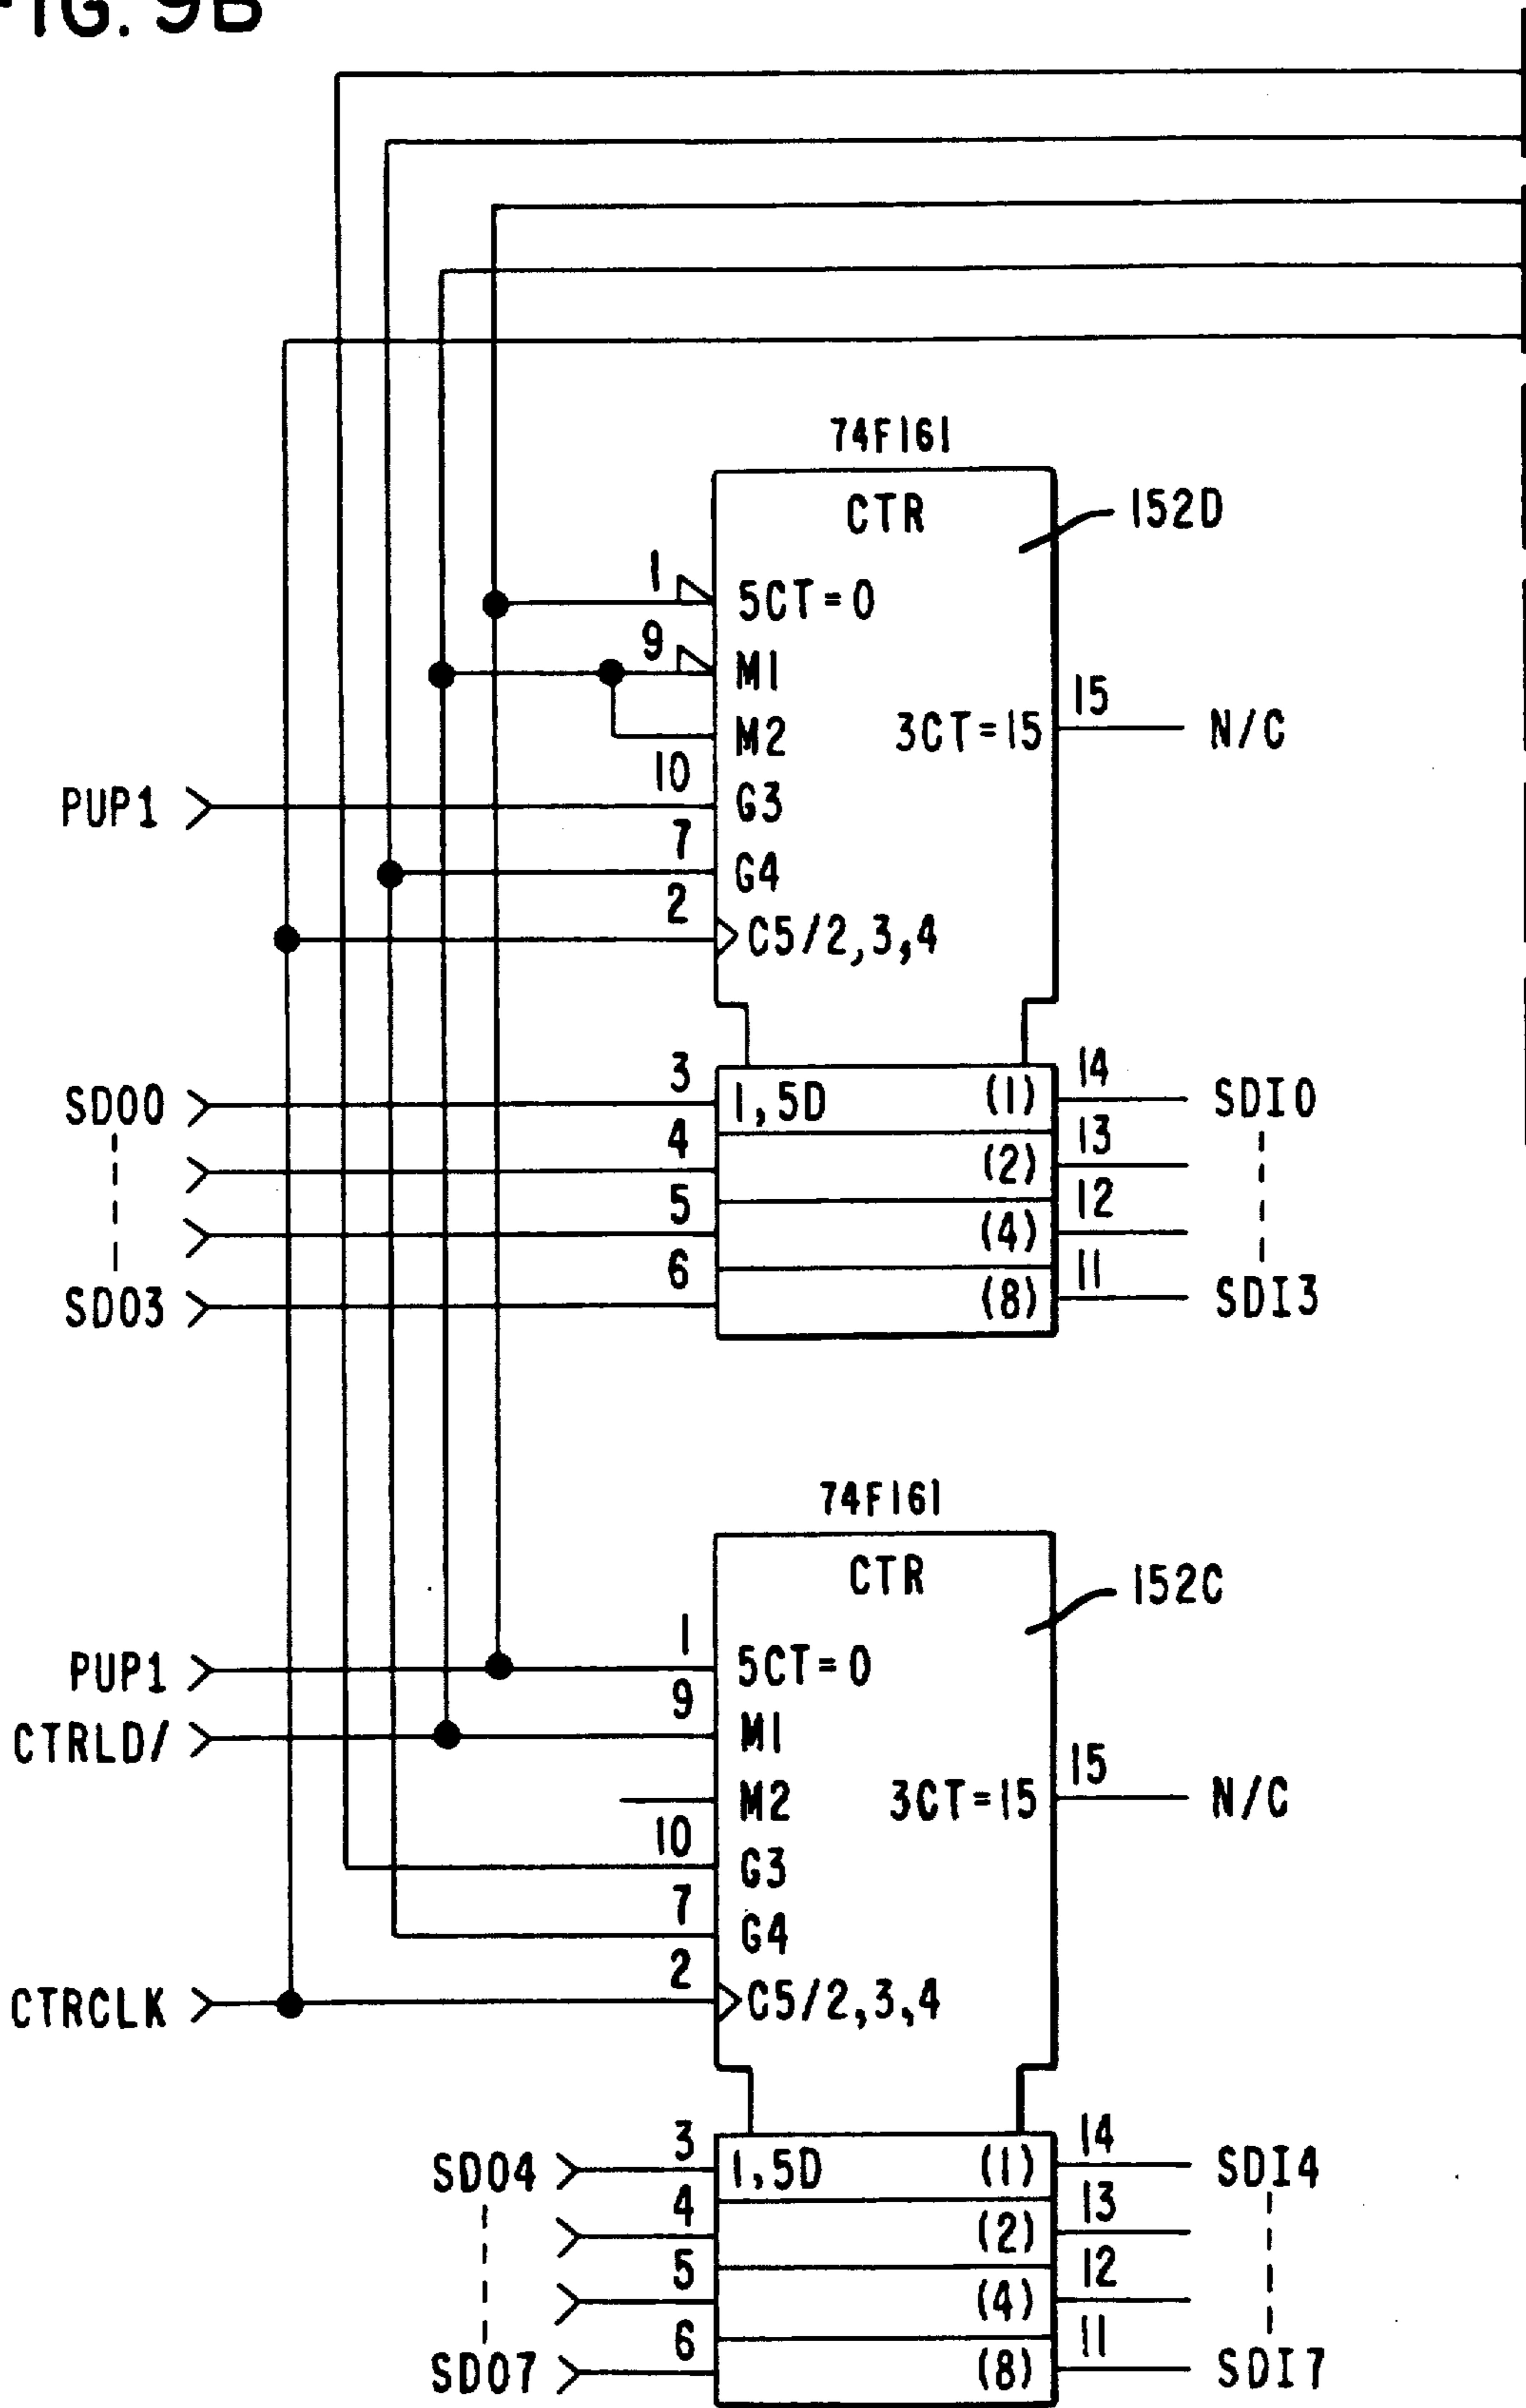 FIG. 9B
74F161
CTR
152D
1
5CT=0
9
M1
M2
3CT=15
15
N/C
PUP1
10
G3
7
G4
2
C5/2,3,4
SDO0
3
1,5D
(1)
14
SDI0
4
(2)
13
5
(4)
12
SDO3
6
(8)
11
SDI3
74F161
CTR
152C
PUP1
1
5CT=0
CTRLD/
9
M1
M2
3CT=15
15
N/C
10
G3
7
G4
CTRCLK
2
C5/2,3,4
SDO4
3
1,5D
(1)
14
SDI4
4
(2)
13
5
(4)
12
SDO7
6
(8)
11
SDI7